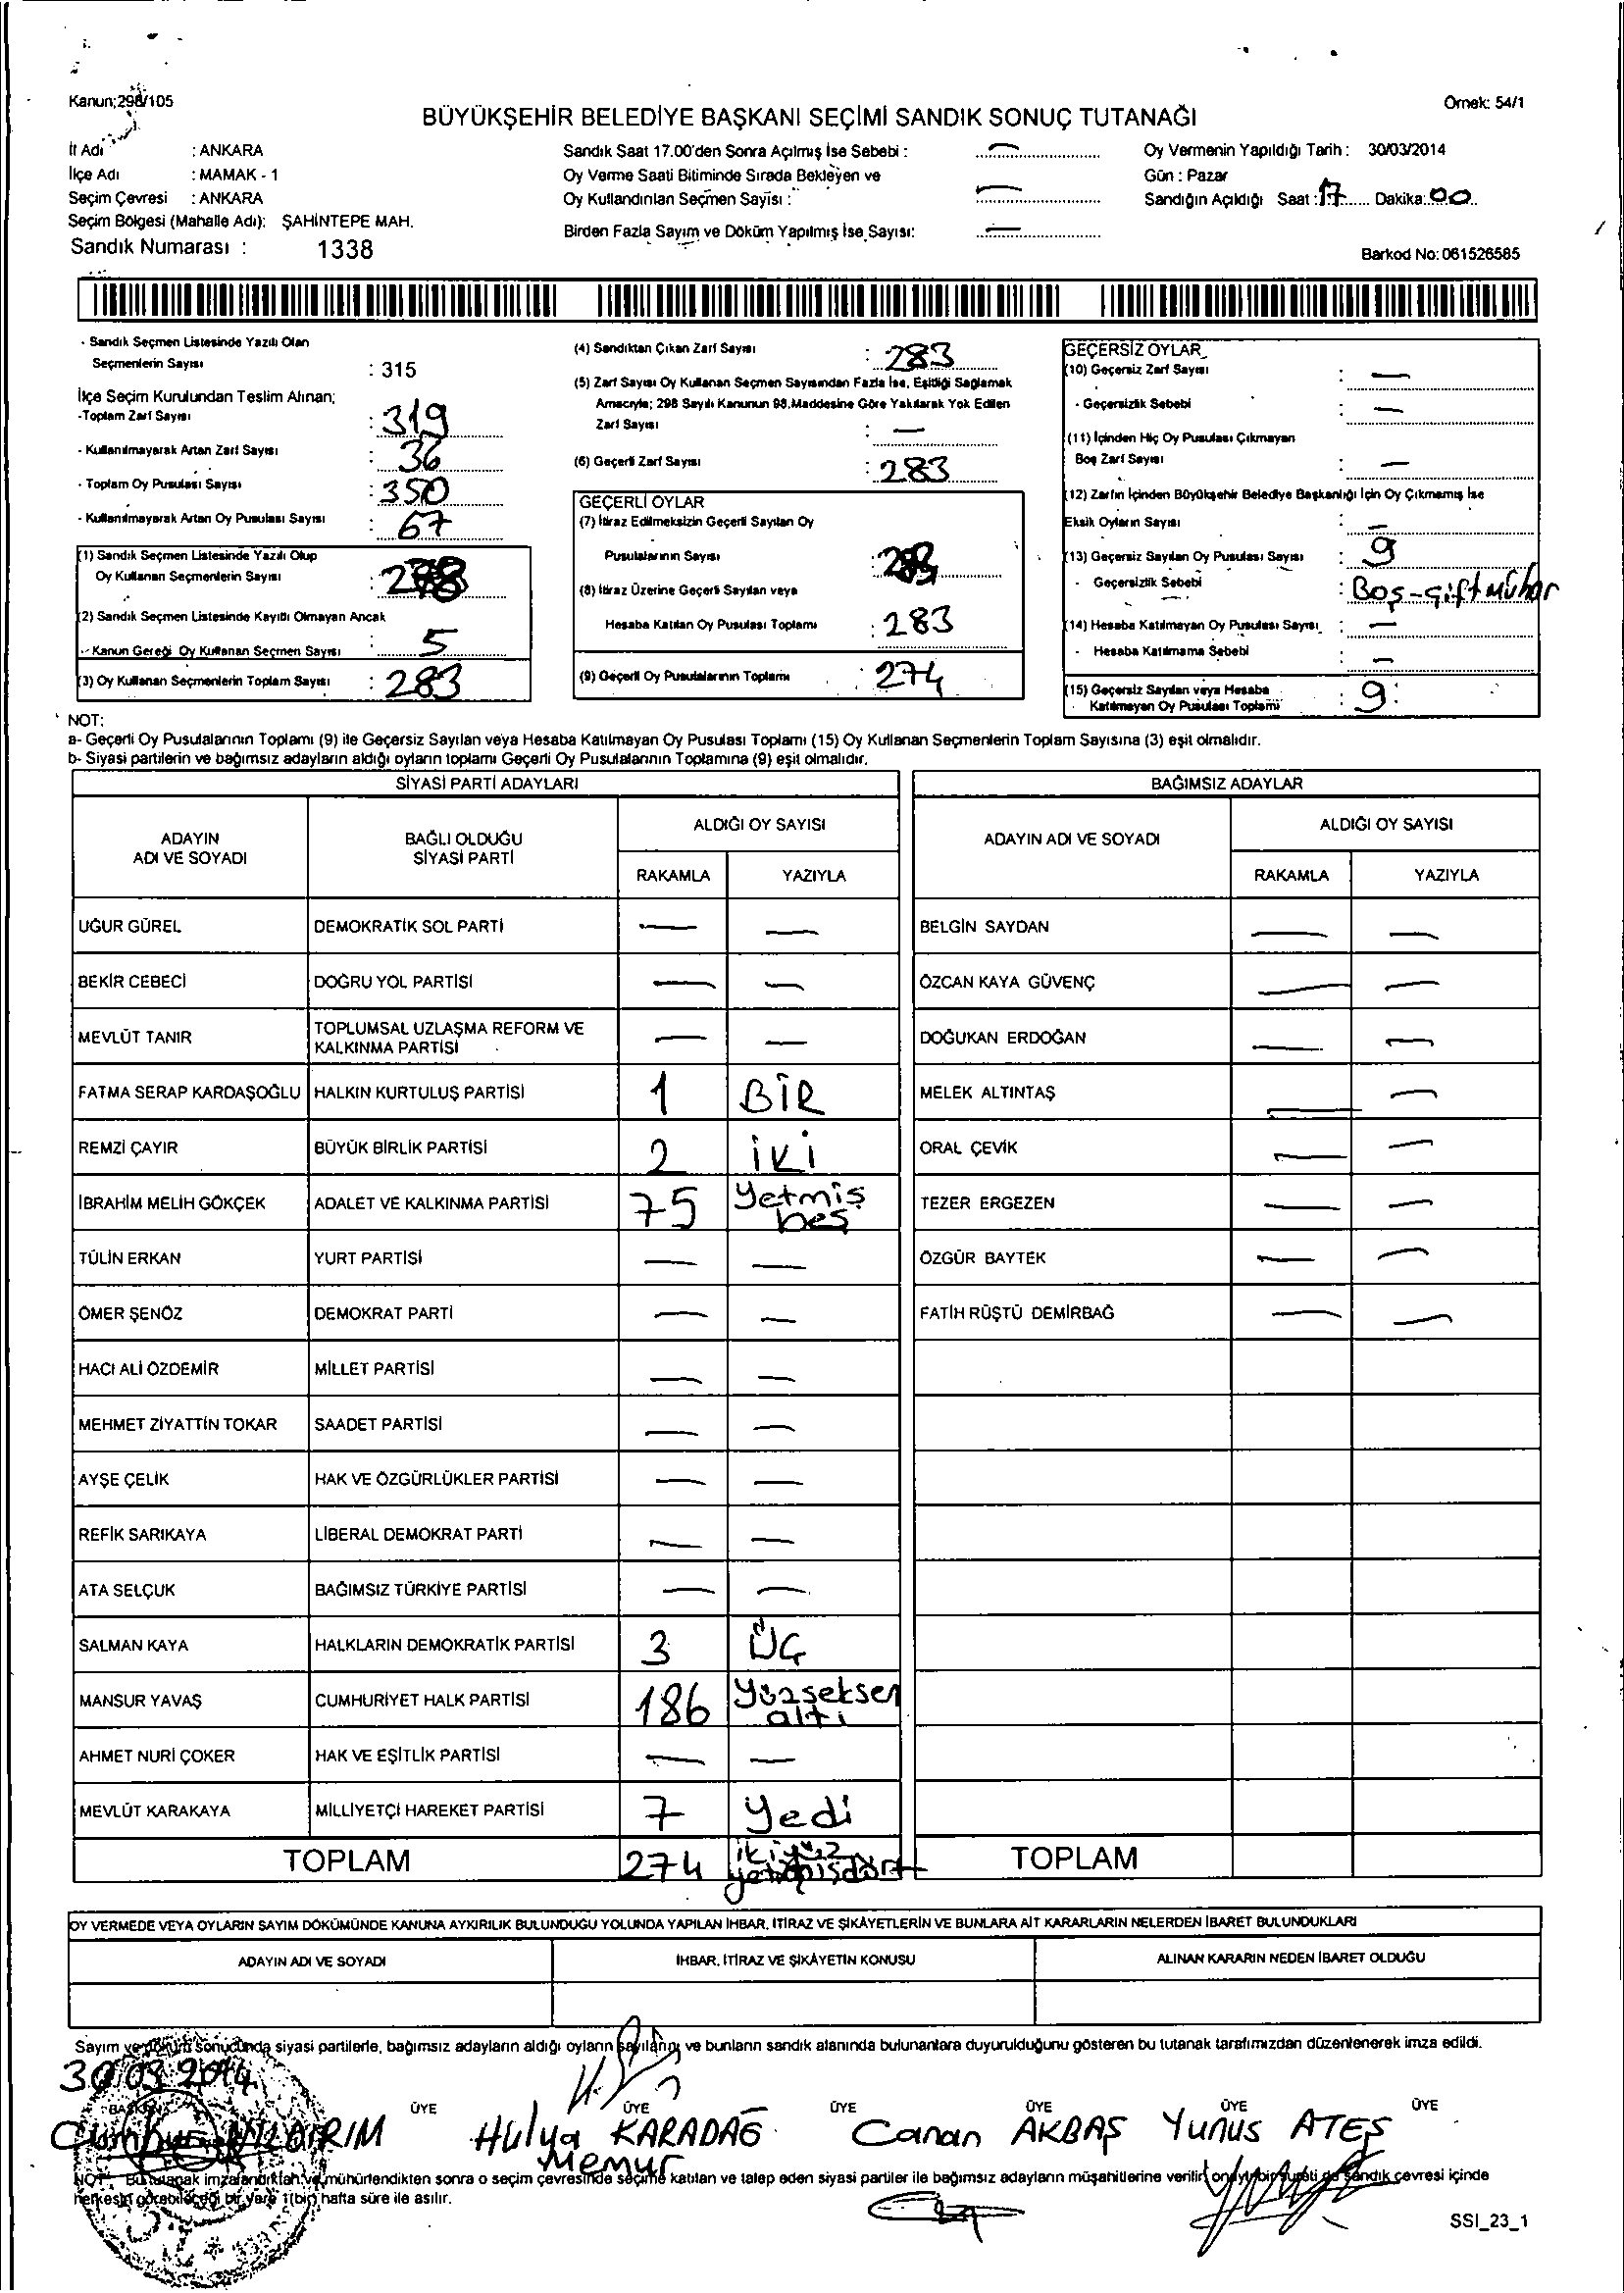 Kanun;298/105
Örnek: 54/1
BÜYÜKŞEHİR BELEDİYE BAŞKANI SEÇİMİ SANDIK SONUÇ TUTANAĞI
İl Adı : ANKARA
İlçe Adı : MAMAK - 1
Seçim Çevresi : ANKARA
Seçim Bölgesi (Mahalle Adı): ŞAHİNTEPE MAH.
Sandık Numarası : 1338
Sandık Saat 17.00'den Sonra Açılmış İse Sebebi : —
Oy Verme Saati Bitiminde Sırada Bekleyen ve
Oy Kullandırılan Seçmen Sayısı : —
Birden Fazla Sayım ve Döküm Yapılmış İse Sayısı: —
Oy Vermenin Yapıldığı Tarih : 30/03/2014
Gün : Pazar
Sandığın Açıldığı Saat : 17 Dakika: 00
Barkod No: 061526585
- Sandık Seçmen Listesinde Yazılı Olan
Seçmenlerin Sayısı : 315
İlçe Seçim Kurulundan Teslim Alınan;
-Toplam Zarf Sayısı : 319
- Kullanılmayarak Artan Zarf Sayısı : 36
- Toplam Oy Pusulası Sayısı : 350
- Kullanılmayarak Artan Oy Pusulası Sayısı : 67
(1) Sandık Seçmen Listesinde Yazılı Olup
Oy Kullanan Seçmenlerin Sayısı : 278
(2) Sandık Seçmen Listesinde Kayıtlı Olmayan Ancak
- Kanun Gereği Oy Kullanan Seçmen Sayısı : 5
(3) Oy Kullanan Seçmenlerin Toplam Sayısı : 283
(4) Sandıktan Çıkan Zarf Sayısı : 283
(5) Zarf Sayısı Oy Kullanan Seçmen Sayısından Fazla İse, Eşitliği Sağlamak
Amacıyla; 298 Sayılı Kanunun 98.Maddesine Göre Yakılarak Yok Edilen
Zarf Sayısı : —
(6) Geçerli Zarf Sayısı : 283
GEÇERLİ OYLAR
(7) İtiraz Edilmeksizin Geçerli Sayılan Oy
Pusulalarının Sayısı :
(8) İtiraz Üzerine Geçerli Sayılan veya
Hesaba Katılan Oy Pusulası Toplamı : 283
(9) Geçerli Oy Pusulalarının Toplamı : 274
GEÇERSİZ OYLAR
(10) Geçersiz Zarf Sayısı : —
- Geçersizlik Sebebi : —
(11) İçinden Hiç Oy Pusulası Çıkmayan
Boş Zarf Sayısı : —
(12) Zarfın İçinden Büyükşehir Belediye Başkanlığı İçin Oy Çıkmamış İse
Eksik Oyların Sayısı : —
(13) Geçersiz Sayılan Oy Pusulası Sayısı : 9
- Geçersizlik Sebebi : Boş-çift Mühür
(14) Hesaba Katılmayan Oy Pusulası Sayısı : —
- Hesaba Katılmama Sebebi : —
(15) Geçersiz Sayılan veya Hesaba
Katılmayan Oy Pusulası Toplamı : 9
NOT:
a- Geçerli Oy Pusulalarının Toplamı (9) ile Geçersiz Sayılan veya Hesaba Katılmayan Oy Pusulası Toplamı (15) Oy Kullanan Seçmenlerin Toplam Sayısına (3) eşit olmalıdır.
b- Siyasi partilerin ve bağımsız adayların aldığı oyların toplamı Geçerli Oy Pusulalarının Toplamına (9) eşit olmalıdır.
SİYASİ PARTİ ADAYLARI
ADAYIN ADI VE SOYADI BAĞLI OLDUĞU SİYASİ PARTİ ALDIĞI OY SAYISI RAKAMLA YAZIYLA
UĞUR GÜREL DEMOKRATİK SOL PARTİ — —
BEKİR CEBECİ DOĞRU YOL PARTİSİ — —
MEVLÜT TANIR TOPLUMSAL UZLAŞMA REFORM VE KALKINMA PARTİSİ — —
FATMA SERAP KARDAŞOĞLU HALKIN KURTULUŞ PARTİSİ 1 BİR
REMZİ ÇAYIR BÜYÜK BİRLİK PARTİSİ 2 iki
İBRAHİM MELİH GÖKÇEK ADALET VE KALKINMA PARTİSİ 75 Yetmiş beş
TÜLİN ERKAN YURT PARTİSİ — —
ÖMER ŞENÖZ DEMOKRAT PARTİ — —
HACI ALİ ÖZDEMİR MİLLET PARTİSİ — —
MEHMET ZİYATTİN TOKAR SAADET PARTİSİ — —
AYŞE ÇELİK HAK VE ÖZGÜRLÜKLER PARTİSİ — —
REFİK SARIKAYA LİBERAL DEMOKRAT PARTİ — —
ATA SELÇUK BAĞIMSIZ TÜRKİYE PARTİSİ — —
SALMAN KAYA HALKLARIN DEMOKRATİK PARTİSİ 3 ÜÇ
MANSUR YAVAŞ CUMHURİYET HALK PARTİSİ 186 Yüzseksen altı
AHMET NURİ ÇOKER HAK VE EŞİTLİK PARTİSİ — —
MEVLÜT KARAKAYA MİLLİYETÇİ HAREKET PARTİSİ 7 Yedi
TOPLAM 274 ikiyüz yetmişdört
BAĞIMSIZ ADAYLAR
ADAYIN ADI VE SOYADI ALDIĞI OY SAYISI RAKAMLA YAZIYLA
BELGİN SAYDAN — —
ÖZCAN KAYA GÜVENÇ — —
DOĞUKAN ERDOĞAN — —
MELEK ALTINTAŞ — —
ORAL ÇEVİK — —
TEZER ERGEZEN — —
ÖZGÜR BAYTEK — —
FATİH RÜŞTÜ DEMİRBAĞ — —
TOPLAM
OY VERMEDE VEYA OYLARIN SAYIM DÖKÜMÜNDE KANUNA AYKIRILIK BULUNDUĞU YOLUNDA YAPILAN İHBAR, İTİRAZ VE ŞİKÂYETLERİN VE BUNLARA AİT KARARLARIN NELERDEN İBARET BULUNDUKLARI
ADAYIN ADI VE SOYADI İHBAR, İTİRAZ VE ŞİKÂYETİN KONUSU ALINAN KARARIN NEDEN İBARET OLDUĞU
Sayım ve döküm sonucunda siyasi partilerle, bağımsız adayların aldığı oyların sayılarını ve bunların sandık alanında bulunanlara duyurulduğunu gösteren bu tutanak tarafımızdan düzenlenerek imza edildi.
30.03.2014
BAŞKAN ÜYE ÜYE ÜYE ÜYE ÜYE ÜYE
YILDIRIM Hülya KARADAĞ Canan AKBAŞ Yunus ATEŞ
Memur
NOT: Bu tutanak imzalandıktan ve mühürlendikten sonra o seçim çevresinde seçime katılan ve talep eden siyasi partiler ile bağımsız adayların müşahitlerine verilir, onaylı bir sureti de sandık çevresi içinde
herkesin görebileceği bir yere 1(bir) hafta süre ile asılır.
SSI_23_1